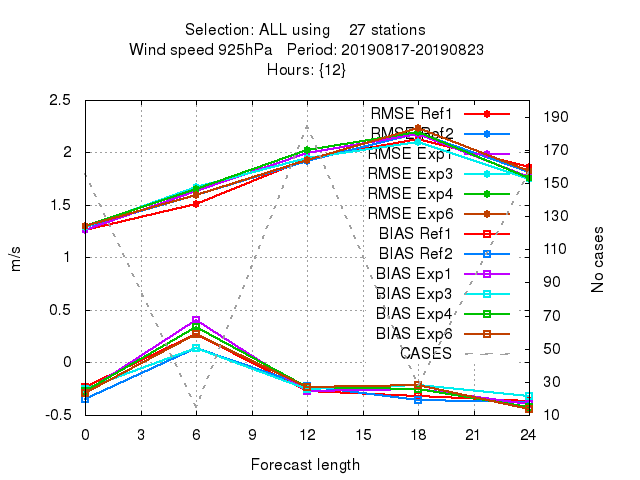 Selection: ALL using 27 stations
Wind speed 925hPa Period: 20190817-20190823
Hours: {12}
2.5
2
1.5
1
0.5
0
-0.5
m/s
190
170
150
130
110
90
70
50
30
10
No cases
RMSE Ref1
RMSE Ref2
RMSE Exp1
RMSE Exp3
RMSE Exp4
RMSE Exp6
BIAS Ref1
BIAS Ref2
BIAS Exp1
BIAS Exp3
BIAS Exp4
BIAS Exp6
CASES
0 3 6 9 12 15 18 21 24
Forecast length